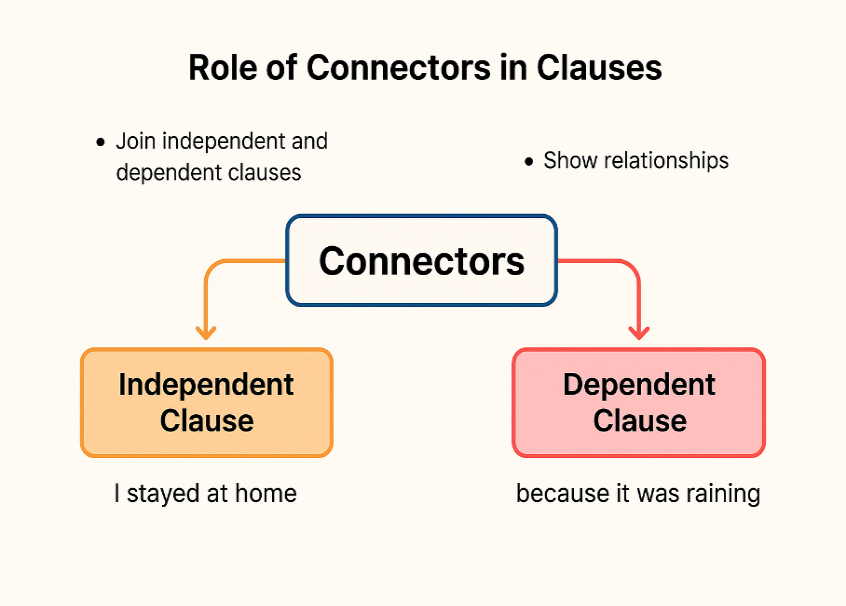 Role of Connectors in Clauses
• Join independent and
dependent clauses
• Show relationships
Connectors
Independent
Clause
Dependent
Clause
I stayed at home
because it was raining